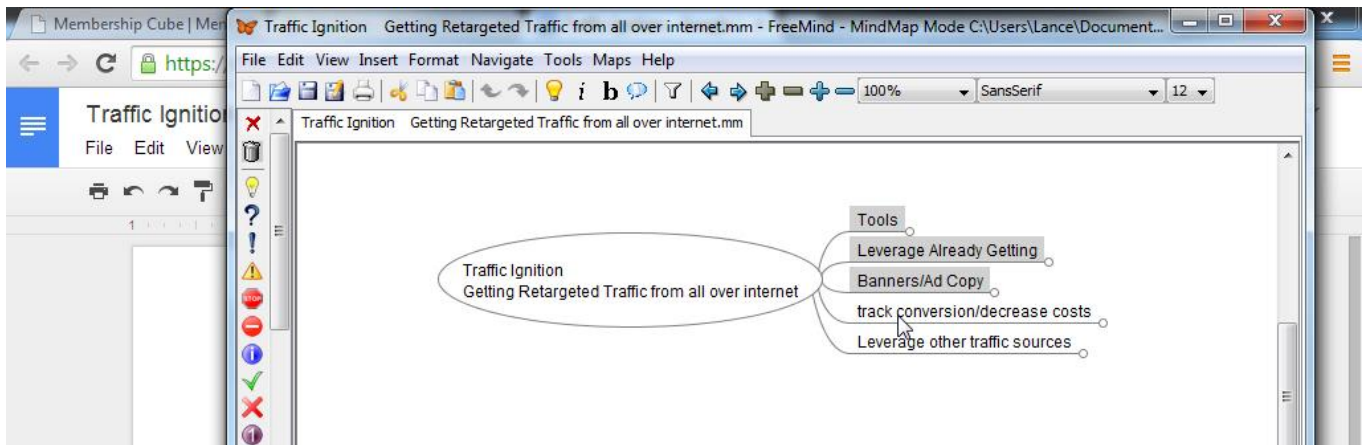 Membership Cube | Mem
Traffic Ignition Getting Retargeted Traffic from all over internet.mm - FreeMind - MindMap Mode C:\Users\Lance\Document...
https:/
File Edit View Insert Format Navigate Tools Maps Help
i b 100% SansSerif 12
Traffic Ignition
File Edit View
Traffic Ignition Getting Retargeted Traffic from all over internet.mm
1
STOP
Traffic Ignition
Getting Retargeted Traffic from all over internet
Tools
Leverage Already Getting
Banners/Ad Copy
track conversion/decrease costs
Leverage other traffic sources